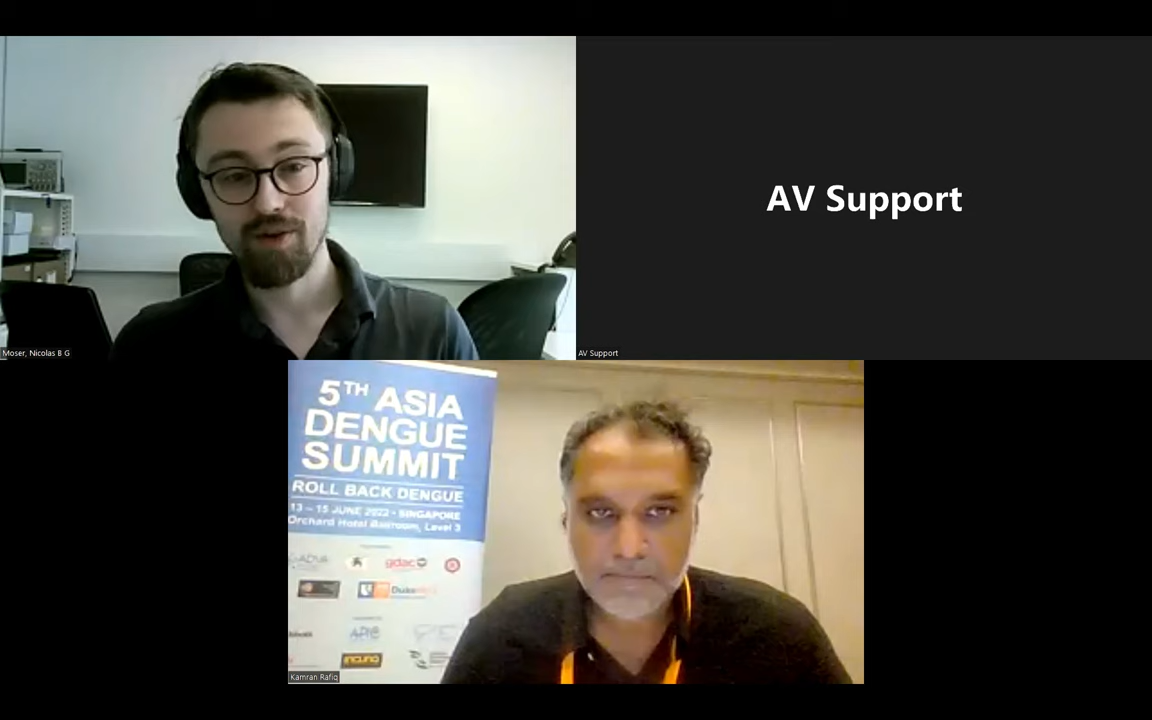 Moser, Nicolas B G
AV Support
AV Support
5TH ASIA
DENGUE
SUMMIT
ROLL BACK DENGUE
13 – 15 JUNE 2022 • SINGAPORE
Orchard Hotel Ballroom, Level 3
gdac
Kamran Rafiq